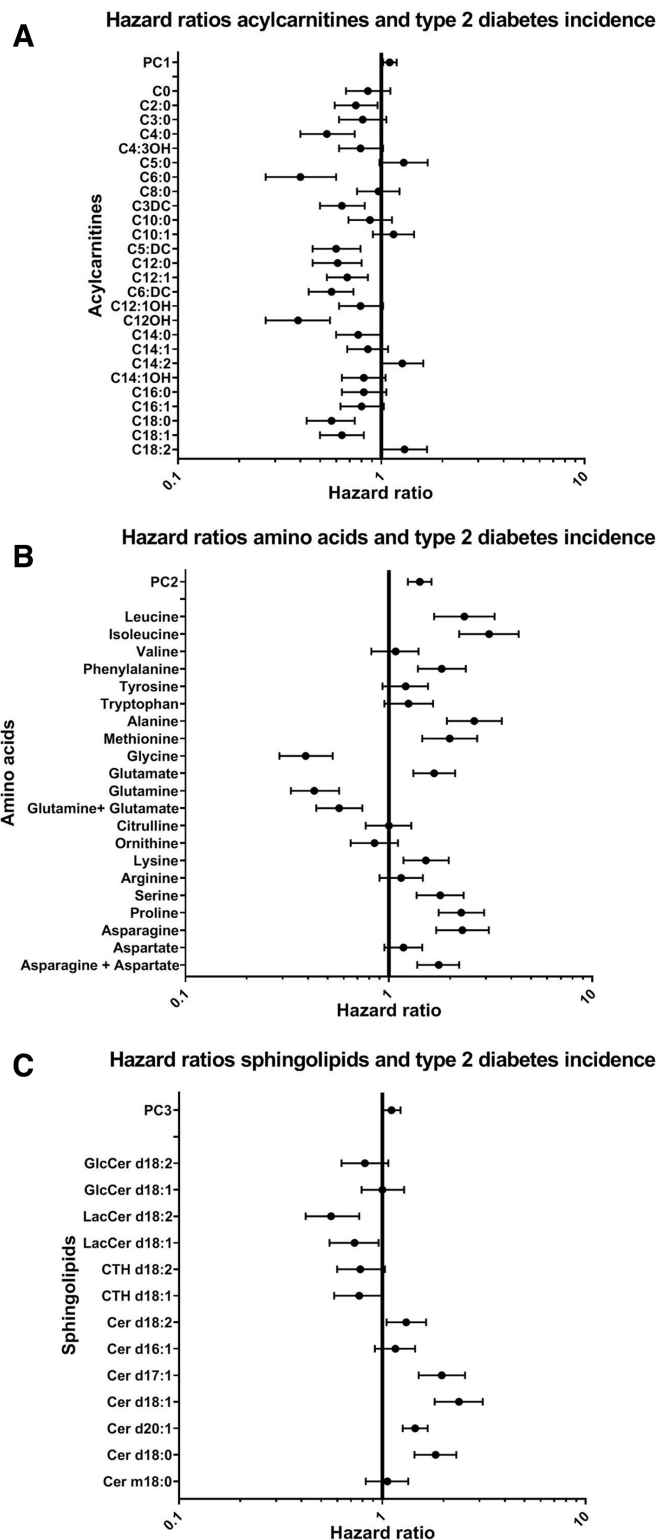 A
Hazard ratios acylcarnitines and type 2 diabetes incidence
Acylcarnitines
PC1
C0
C2:0
C3:0
C4:0
C4:3OH
C5:0
C6:0
C8:0
C3DC
C10:0
C10:1
C5:DC
C12:0
C12:1
C6:DC
C12:1OH
C12OH
C14:0
C14:1
C14:2
C14:1OH
C16:0
C16:1
C18:0
C18:1
C18:2
0.1 1 10
Hazard ratio
B
Hazard ratios amino acids and type 2 diabetes incidence
Amino acids
PC2
Leucine
Isoleucine
Valine
Phenylalanine
Tyrosine
Tryptophan
Alanine
Methionine
Glycine
Glutamate
Glutamine
Glutamine+ Glutamate
Citrulline
Ornithine
Lysine
Arginine
Serine
Proline
Asparagine
Aspartate
Asparagine + Aspartate
0.1 1 10
Hazard ratio
C
Hazard ratios sphingolipids and type 2 diabetes incidence
Sphingolipids
PC3
GlcCer d18:2
GlcCer d18:1
LacCer d18:2
LacCer d18:1
CTH d18:2
CTH d18:1
Cer d18:2
Cer d16:1
Cer d17:1
Cer d18:1
Cer d20:1
Cer d18:0
Cer m18:0
0.1 1 10
Hazard ratio